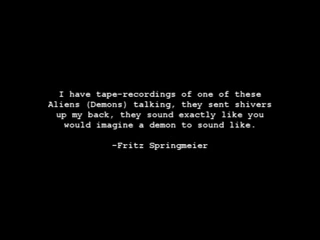 I have tape-recordings of one of these
Aliens (Demons) talking, they sent shivers
up my back, they sound exactly like you
would imagine a demon to sound like.
-Fritz Springmeier